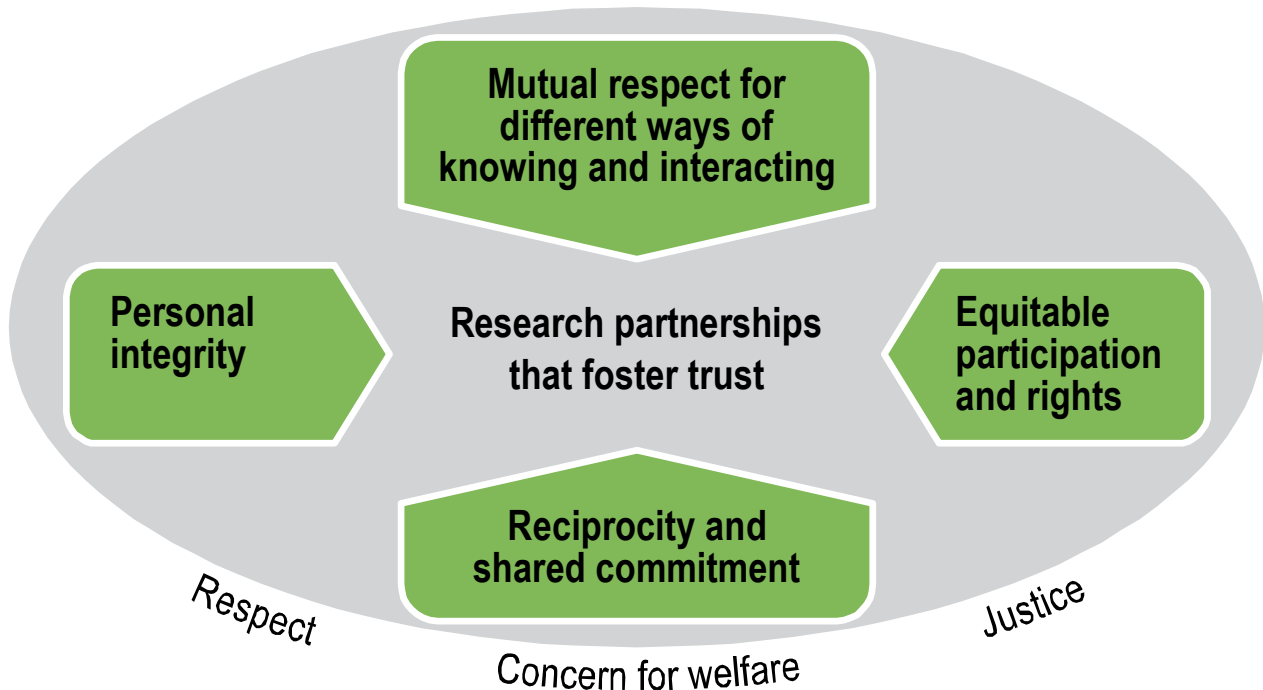 Mutual respect for
different ways of
knowing and interacting
Personal
integrity
Research partnerships
that foster trust
Equitable
participation
and rights
Reciprocity and
shared commitment
Respect
Concern for welfare
Justice